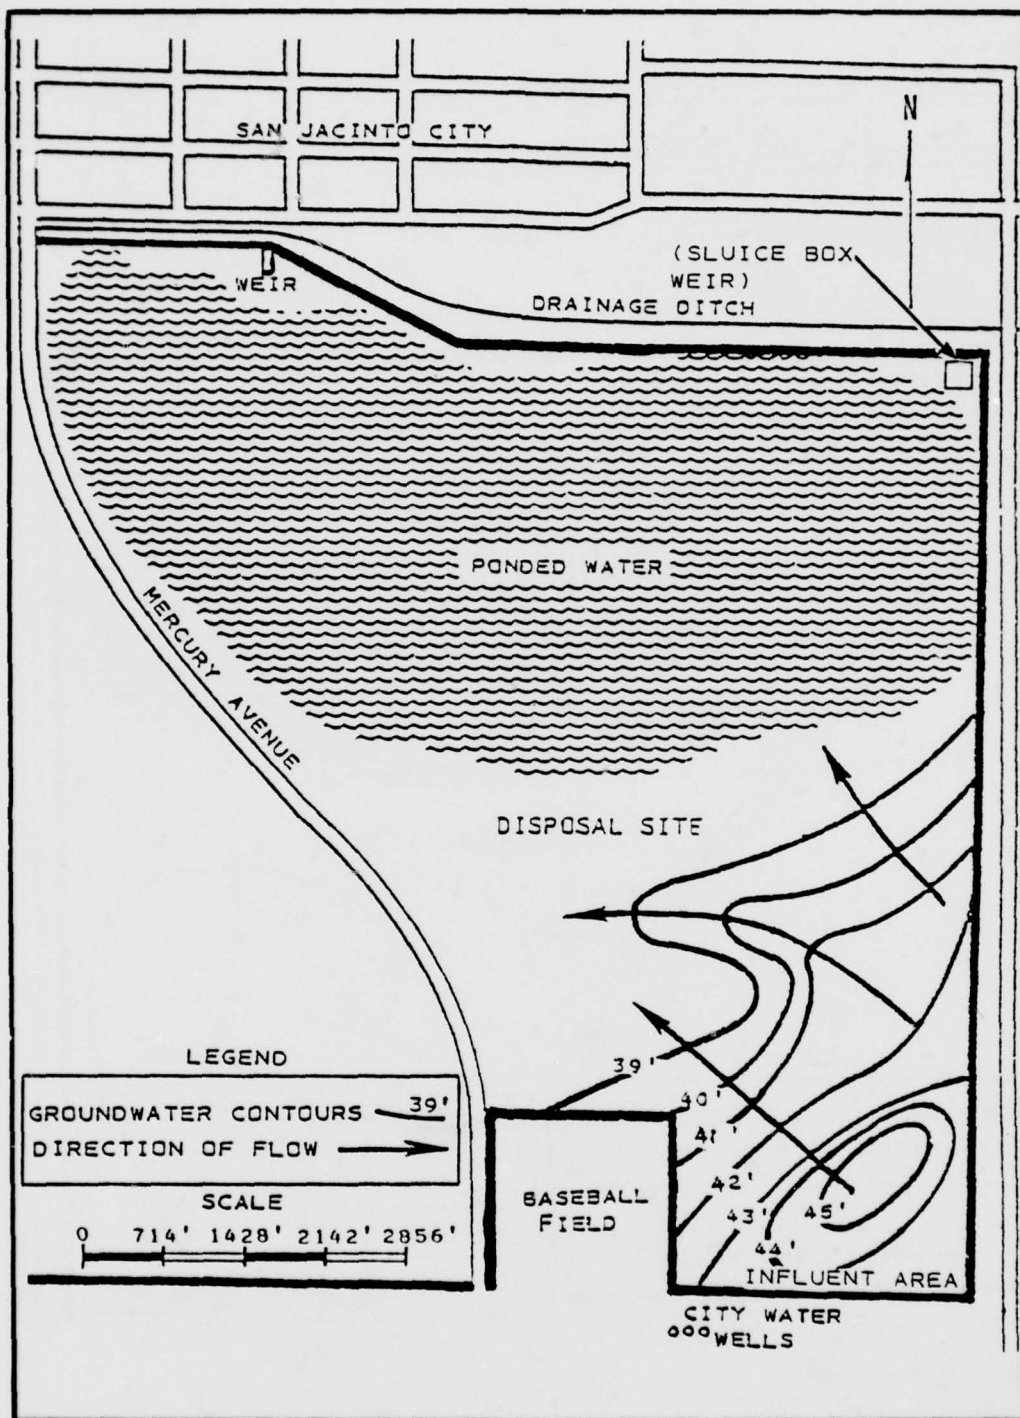 SAN JACINTO CITY
N
(SLUICE BOX
WEIR)
WEIR
DRAINAGE DITCH
PONDED WATER
MERCURY AVENUE
DISPOSAL SITE
39'
40'
41'
42'
43'
44'
45'
LEGEND
GROUNDWATER CONTOURS 39'
DIRECTION OF FLOW
SCALE
0 714' 1428' 2142' 2856'
BASEBALL
FIELD
INFLUENT AREA
CITY WATER
WELLS